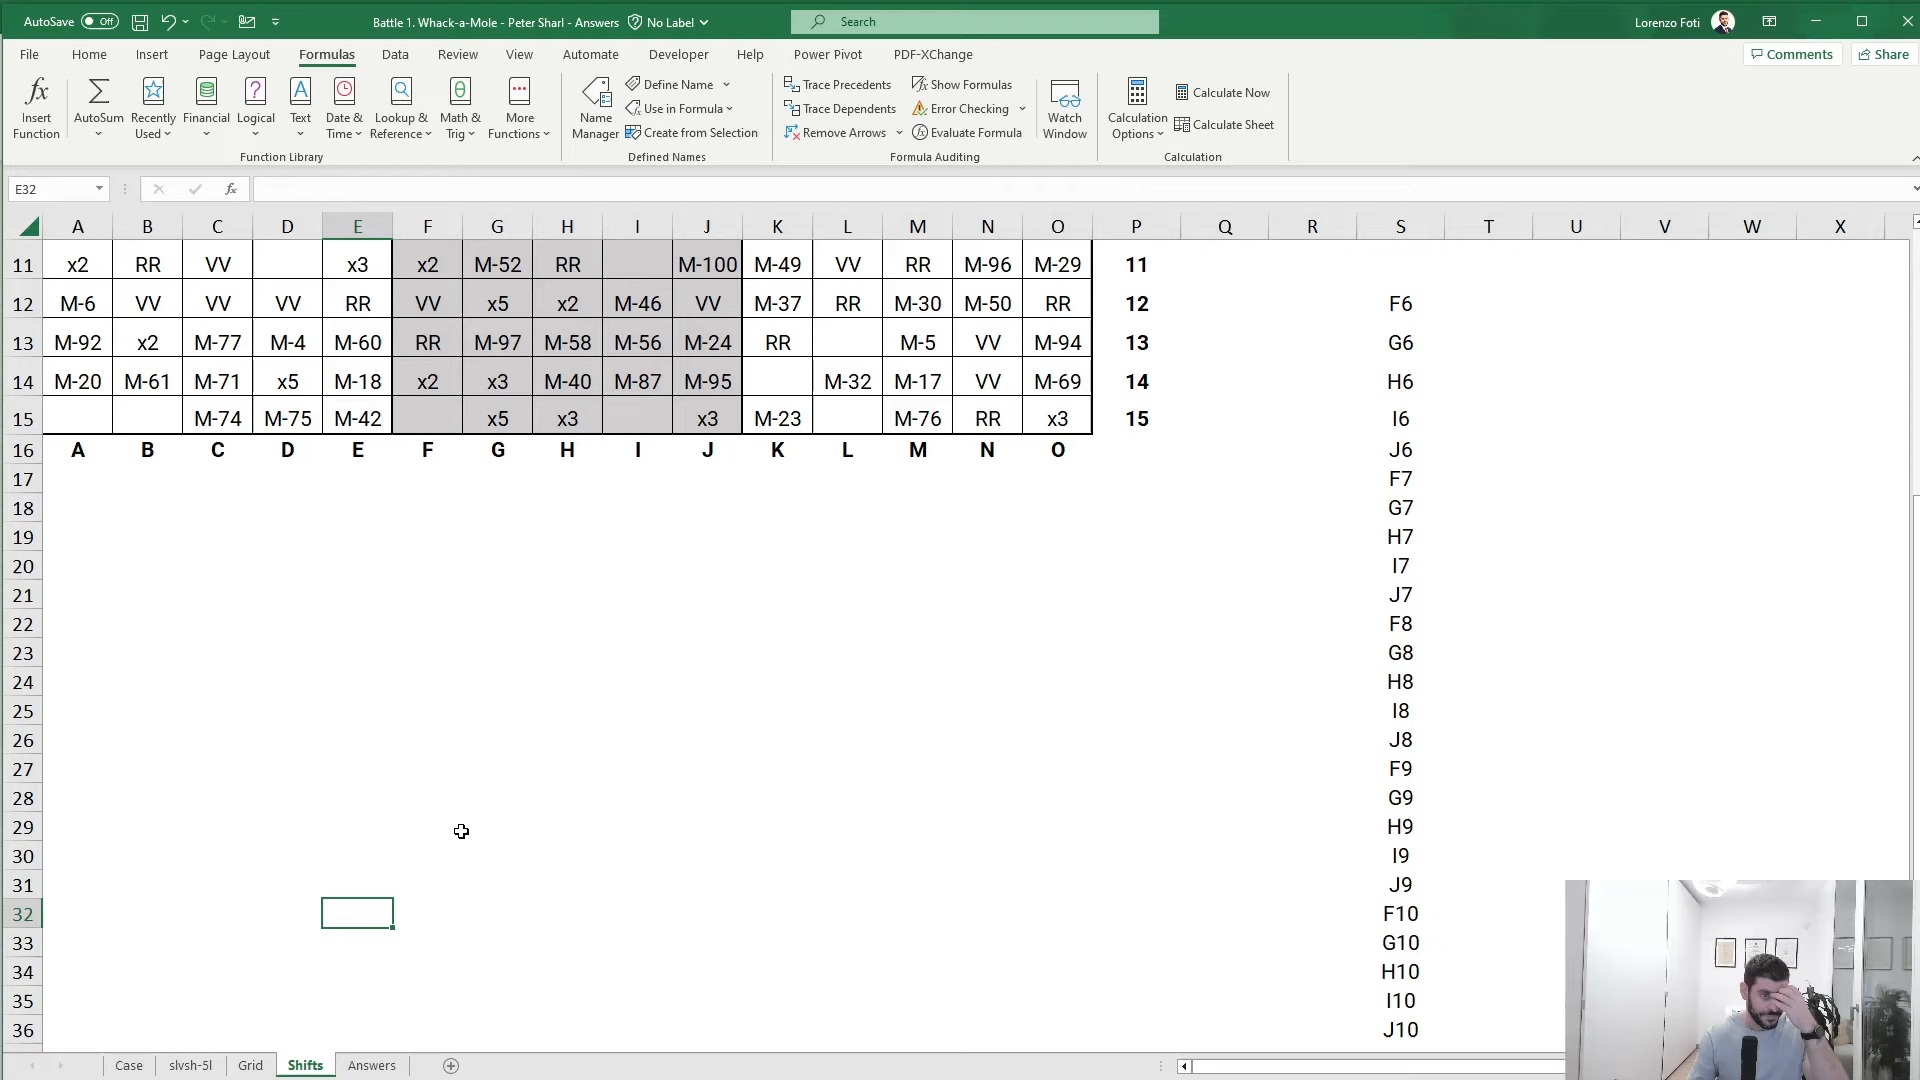 AutoSave Off Battle 1. Whack-a-Mole - Peter Sharl - Answers No Label Search Lorenzo Foti
File Home Insert Page Layout Formulas Data Review View Automate Developer Help Power Pivot PDF-XChange Comments Share
Insert Function AutoSum Recently Used Financial Logical Text Date & Time Lookup & Reference Math & Trig More Functions
Function Library
Name Manager Define Name Use in Formula Create from Selection
Defined Names
Trace Precedents Show Formulas
Trace Dependents Error Checking
Remove Arrows Evaluate Formula
Watch Window
Formula Auditing
Calculation Options Calculate Now Calculate Sheet
Calculation
E32 fx
A B C D E F G H I J K L M N O P Q R S T U V W X
11 x2 RR VV x3 x2 M-52 RR M-100 M-49 VV RR M-96 M-29 11
12 M-6 VV VV VV RR VV x5 x2 M-46 VV M-37 RR M-30 M-50 RR 12 F6
13 M-92 x2 M-77 M-4 M-60 RR M-97 M-58 M-56 M-24 RR M-5 VV M-94 13 G6
14 M-20 M-61 M-71 x5 M-18 x2 x3 M-40 M-87 M-95 M-32 M-17 VV M-69 14 H6
15 M-74 M-75 M-42 x5 x3 x3 M-23 M-76 RR x3 15 I6
16 A B C D E F G H I J K L M N O J6
17 F7
18 G7
19 H7
20 I7
21 J7
22 F8
23 G8
24 H8
25 I8
26 J8
27 F9
28 G9
29 H9
30 I9
31 J9
32 F10
33 G10
34 H10
35 I10
36 J10
Case slvsh-5l Grid Shifts Answers